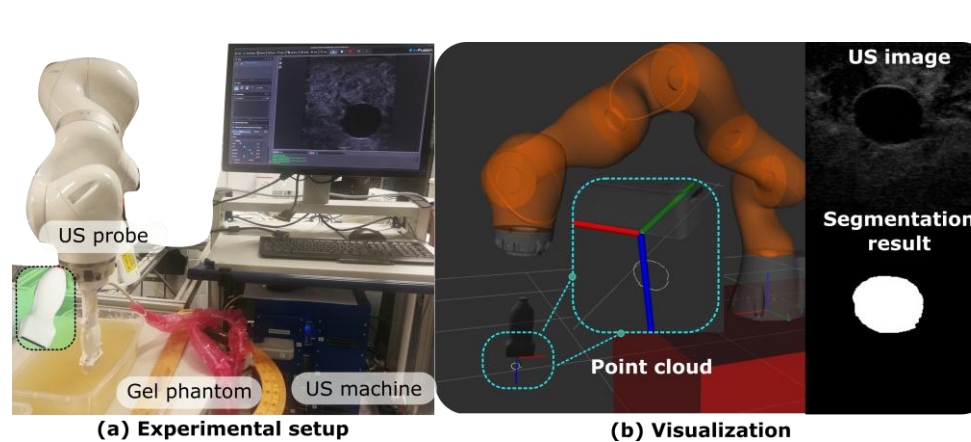 US probe
Gel phantom
US machine
(a) Experimental setup
US image
Segmentation
result
Point cloud
(b) Visualization